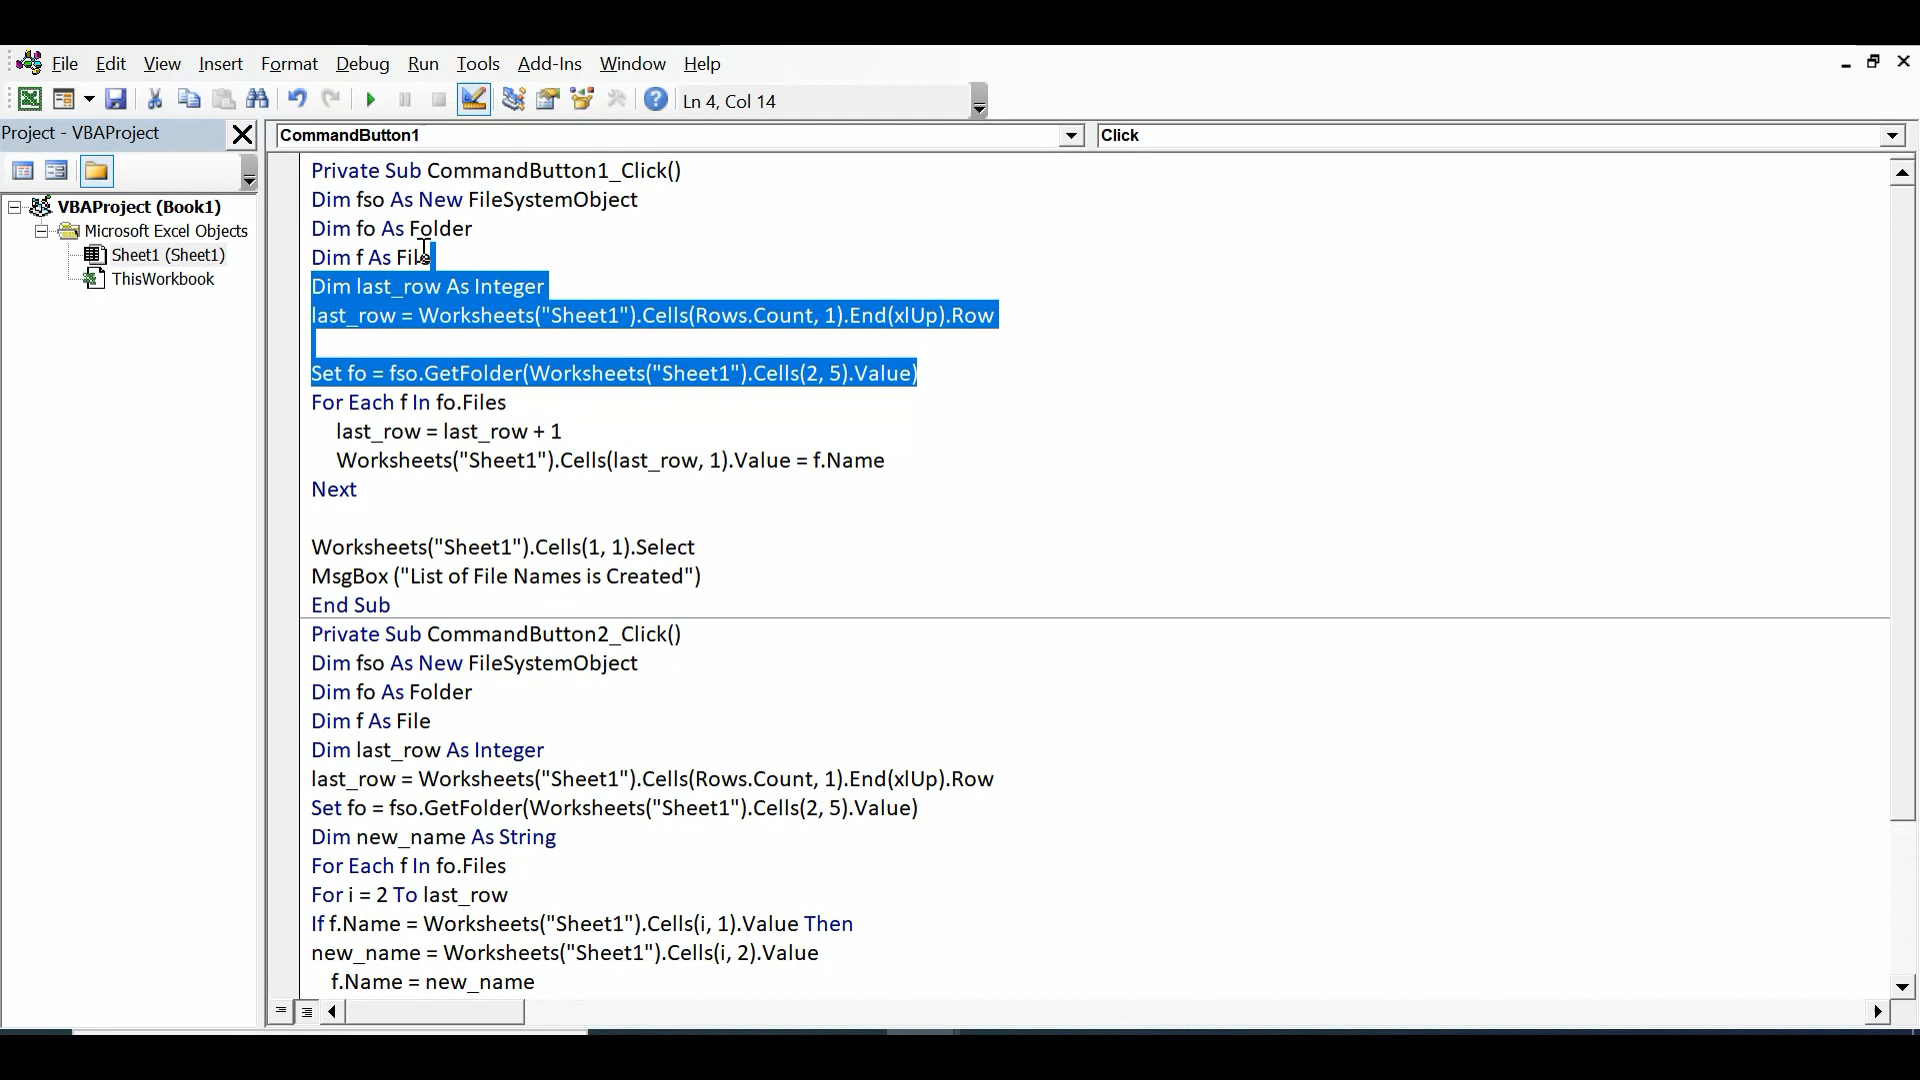 File Edit View Insert Format Debug Run Tools Add-Ins Window Help
Ln 4, Col 14
Project - VBAProject
CommandButton1
Click
VBAProject (Book1)
Microsoft Excel Objects
Sheet1 (Sheet1)
ThisWorkbook
Private Sub CommandButton1_Click()
Dim fso As New FileSystemObject
Dim fo As Folder
Dim f As File
Dim last_row As Integer
last_row = Worksheets("Sheet1").Cells(Rows.Count, 1).End(xlUp).Row
Set fo = fso.GetFolder(Worksheets("Sheet1").Cells(2, 5).Value)
For Each f In fo.Files
last_row = last_row + 1
Worksheets("Sheet1").Cells(last_row, 1).Value = f.Name
Next
Worksheets("Sheet1").Cells(1, 1).Select
MsgBox ("List of File Names is Created")
End Sub
Private Sub CommandButton2_Click()
Dim fso As New FileSystemObject
Dim fo As Folder
Dim f As File
Dim last_row As Integer
last_row = Worksheets("Sheet1").Cells(Rows.Count, 1).End(xlUp).Row
Set fo = fso.GetFolder(Worksheets("Sheet1").Cells(2, 5).Value)
Dim new_name As String
For Each f In fo.Files
For i = 2 To last_row
If f.Name = Worksheets("Sheet1").Cells(i, 1).Value Then
new_name = Worksheets("Sheet1").Cells(i, 2).Value
f.Name = new_name